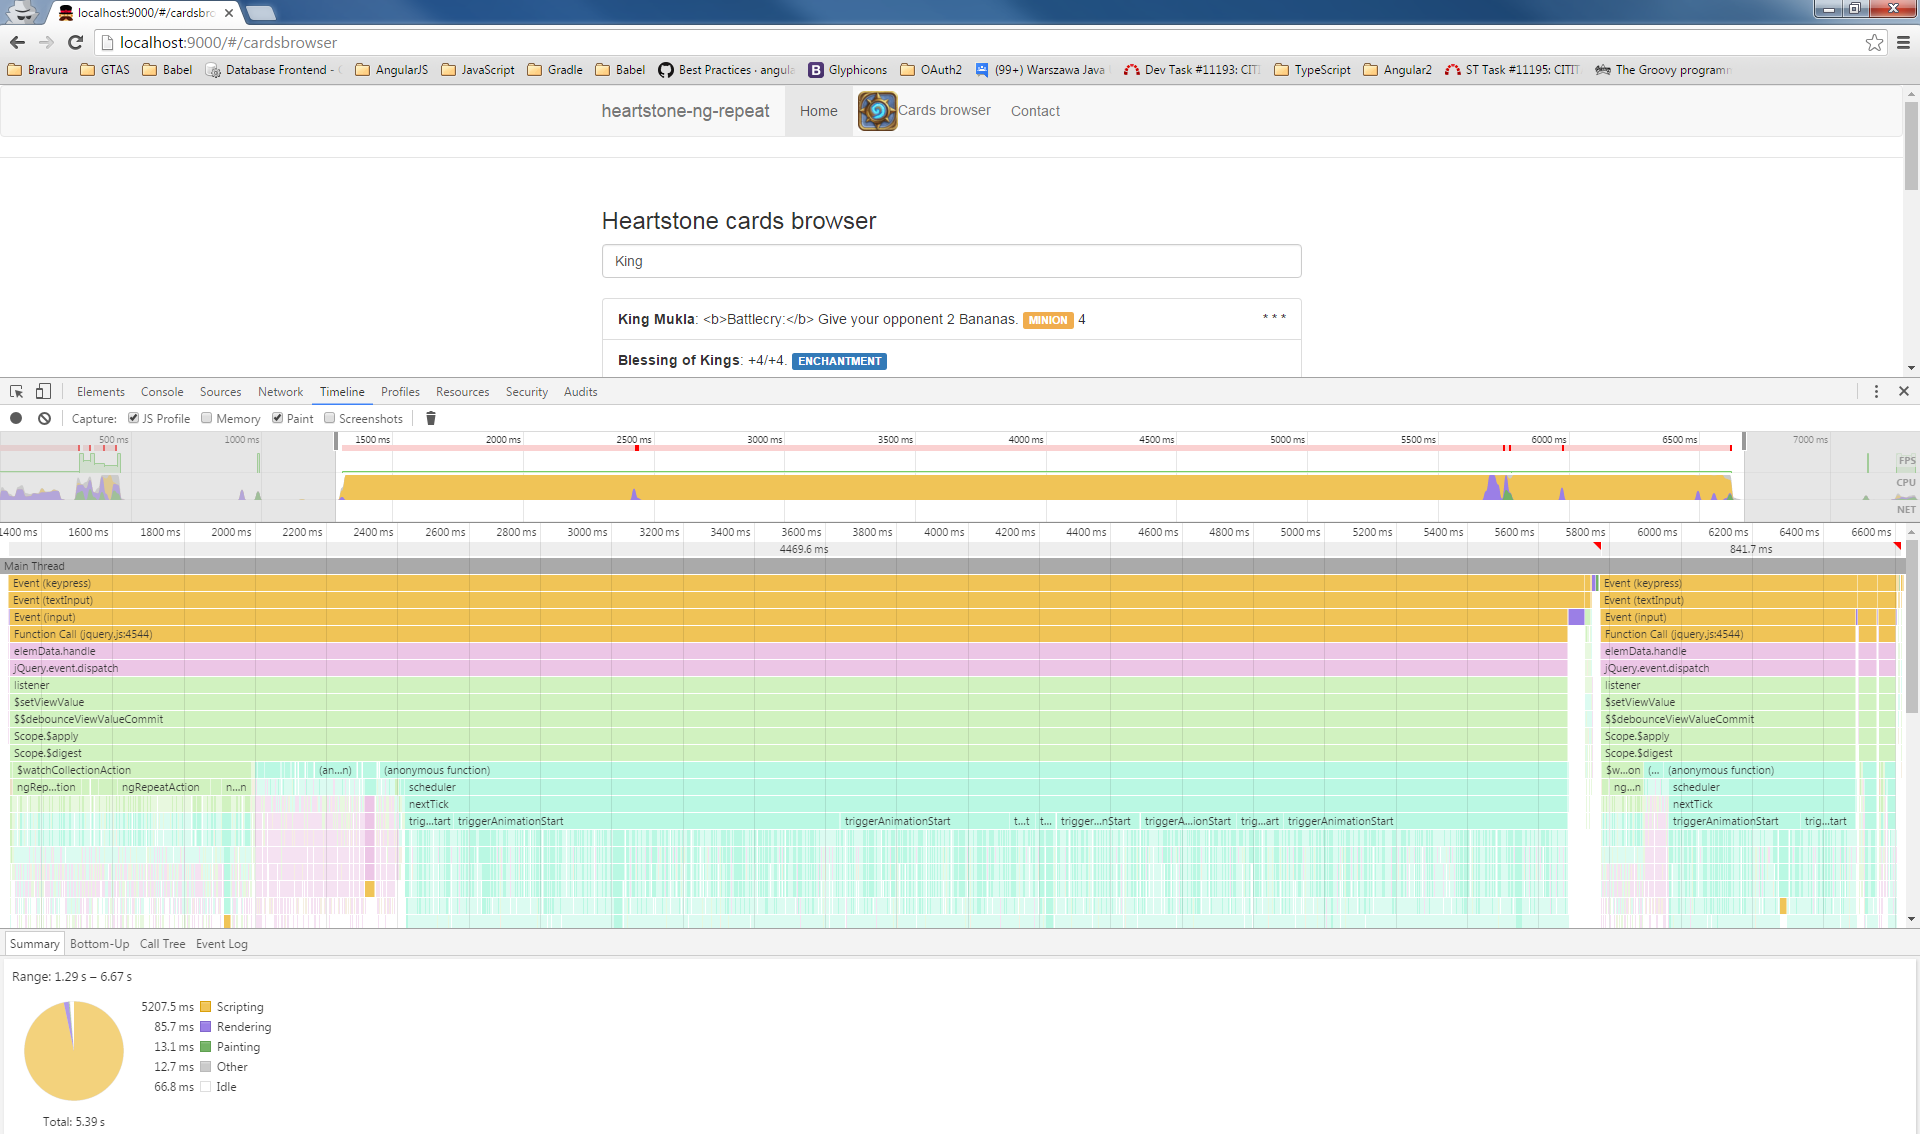 localhost:9000/#/cardsbro
localhost:9000/#/cardsbrowser
Bravura GTAS Babel Database Frontend - AngularJS JavaScript Gradle Babel Best Practices · angula Glyphicons OAuth2 (99+) Warszawa Java Dev Task #11193: CITI TypeScript Angular2 ST Task #11195: CITIT The Groovy programm
heartstone-ng-repeat Home Cards browser Contact
Heartstone cards browser
King
King Mukla: <b>Battlecry:</b> Give your opponent 2 Bananas. MINION 4 * * *
Blessing of Kings: +4/+4. ENCHANTMENT
Elements Console Sources Network Timeline Profiles Resources Security Audits
Capture: JS Profile Memory Paint Screenshots
500 ms 1000 ms 1500 ms 2000 ms 2500 ms 3000 ms 3500 ms 4000 ms 4500 ms 5000 ms 5500 ms 6000 ms 6500 ms 7000 ms
FPS
CPU
NET
1400 ms 1600 ms 1800 ms 2000 ms 2200 ms 2400 ms 2600 ms 2800 ms 3000 ms 3200 ms 3400 ms 3600 ms 3800 ms 4000 ms 4200 ms 4400 ms 4600 ms 4800 ms 5000 ms 5200 ms 5400 ms 5600 ms 5800 ms 6000 ms 6200 ms 6400 ms 6600 ms
4469.6 ms 841.7 ms
Main Thread
Event (keypress) Event (keypress)
Event (textInput) Event (textInput)
Event (input) Event (input)
Function Call (jquery.js:4544) Function Call (jquery.js:4544)
elemData.handle elemData.handle
jQuery.event.dispatch jQuery.event.dispatch
listener listener
$setViewValue $setViewValue
$$debounceViewValueCommit $$debounceViewValueCommit
Scope.$apply Scope.$apply
Scope.$digest Scope.$digest
$watchCollectionAction (an...n) (anonymous function) $w...on (... (anonymous function)
ngRep...tion ngRepeatAction n...n scheduler ng...n scheduler
nextTick nextTick
trig...tart triggerAnimationStart triggerAnimationStart t...t t... trigger...nStart triggerA...ionStart trig...art triggerAnimationStart triggerAnimationStart trig...tart
Summary Bottom-Up Call Tree Event Log
Range: 1.29 s – 6.67 s
5207.5 ms Scripting
85.7 ms Rendering
13.1 ms Painting
12.7 ms Other
66.8 ms Idle
Total: 5.39 s